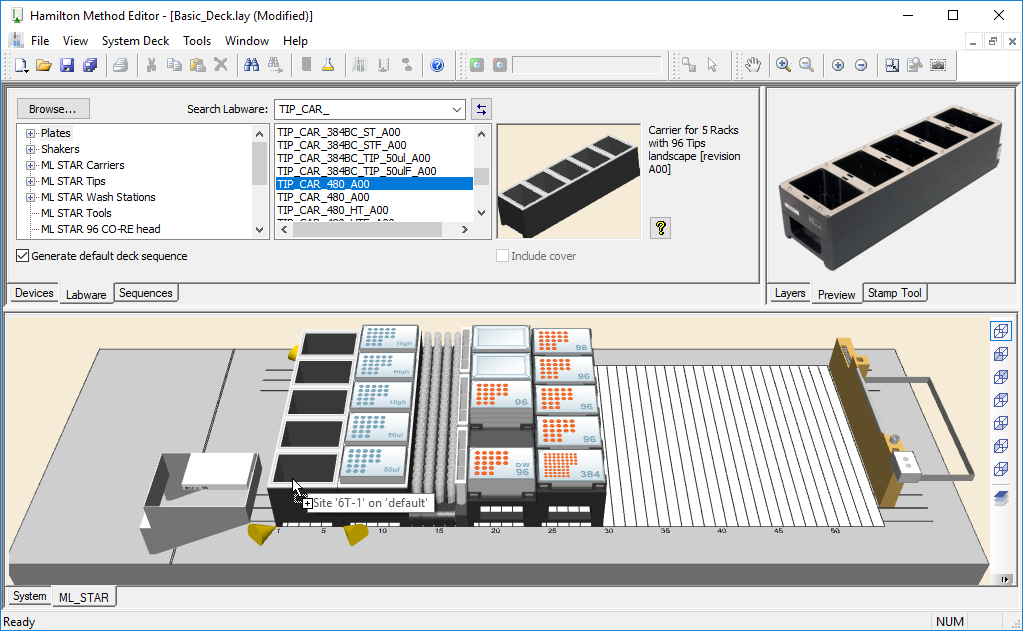 Hamilton Method Editor - [Basic_Deck.lay (Modified)]
File View System Deck Tools Window Help
Browse...
Search Labware:
TIP_CAR_
Plates
Shakers
ML STAR Carriers
ML STAR Tips
ML STAR Wash Stations
ML STAR Tools
ML STAR 96 CO-RE head
TIP_CAR_384BC_ST_A00
TIP_CAR_384BC_STF_A00
TIP_CAR_384BC_TIP_50ul_A00
TIP_CAR_384BC_TIP_50ulF_A00
TIP_CAR_480_A00
TIP_CAR_480_A00
TIP_CAR_480_HT_A00
Carrier for 5 Racks
with 96 Tips
landscape [revision
A00]
Generate default deck sequence
Include cover
Devices Labware Sequences
Layers Preview Stamp Tool
High
High
High
50ul
50ul
96
96
96
96
96
DW
96
384
Site '6T-1' on 'default'
1 5 10 15 20 25 30 35 40 45 50
System ML_STAR
Ready
NUM